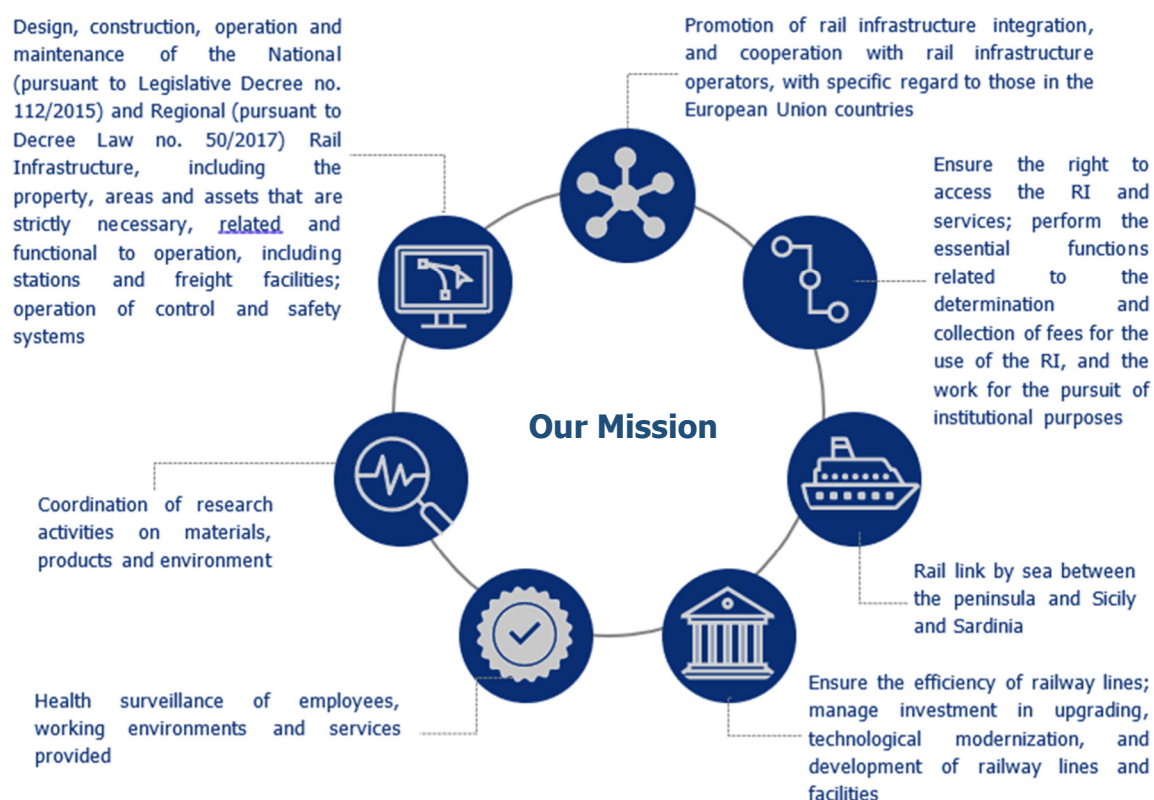 Design, construction, operation and
maintenance of the National
(pursuant to Legislative Decree no.
112/2015) and Regional (pursuant to
Decree Law no. 50/2017) Rail
Infrastructure, including the
property, areas and assets that are
strictly necessary, related and
functional to operation, including
stations and freight facilities;
operation of control and safety
systems
Promotion of rail infrastructure integration,
and cooperation with rail infrastructure
operators, with specific regard to those in the
European Union countries
Ensure the right to
access the RI and
services; perform the
essential functions
related to the
determination and
collection of fees for the
use of the RI, and the
work for the pursuit of
institutional purposes
Our Mission
Coordination of research
activities on materials,
products and environment
Rail link by sea between
the peninsula and Sicily
and Sardinia
Health surveillance of employees,
working environments and services
provided
Ensure the efficiency of railway lines;
manage investment in upgrading,
technological modernization, and
development of railway lines and
facilities